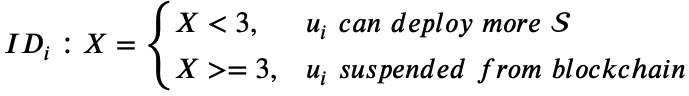 X < 3, u_i can deploy more 𝒮
ID_i : X = {
X >= 3, u_i suspended from blockchain